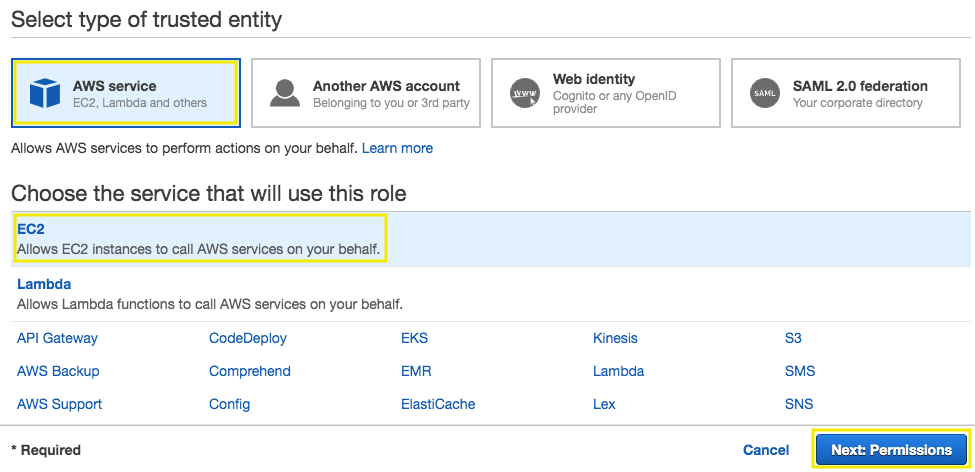 Select type of trusted entity
AWS service
EC2, Lambda and others
Another AWS account
Belonging to you or 3rd party
www
Web identity
Cognito or any OpenID
provider
SAML
SAML 2.0 federation
Your corporate directory
Allows AWS services to perform actions on your behalf. Learn more
Choose the service that will use this role
EC2
Allows EC2 instances to call AWS services on your behalf.
Lambda
Allows Lambda functions to call AWS services on your behalf.
API Gateway CodeDeploy EKS Kinesis S3
AWS Backup Comprehend EMR Lambda SMS
AWS Support Config ElastiCache Lex SNS
* Required Cancel Next: Permissions